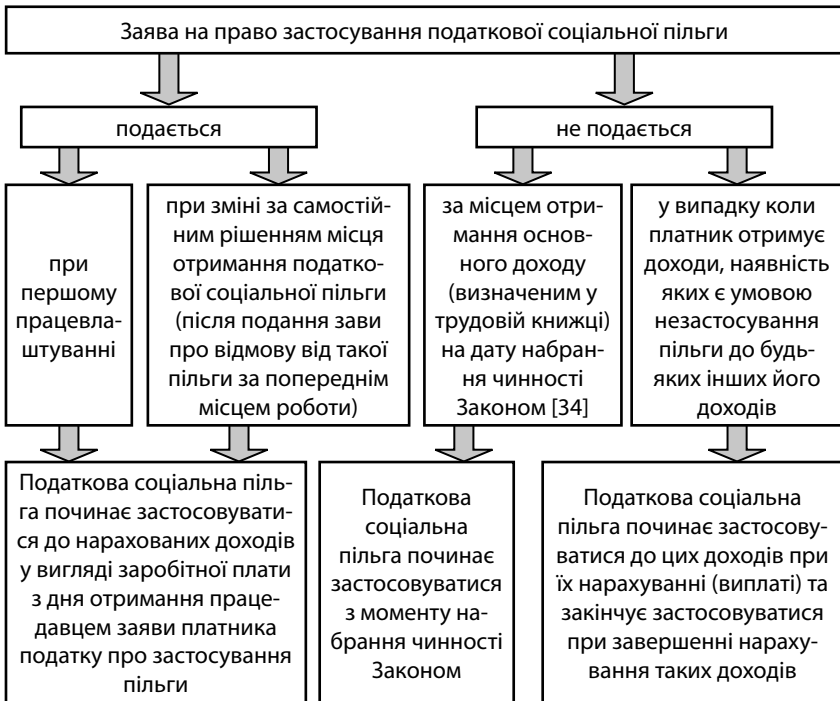 Заява на право застосування податкової соціальної пільги
подається
не подається
при
першому
працевла-
штуванні
при зміні за самостій-
ним рішенням місця
отримання податко-
вої соціальної пільги
(після подання зави
про відмову від такої
пільги за попереднім
місцем роботи)
за місцем отри-
мання основ-
ного доходу
(визначеним у
трудовій книжці)
на дату набран-
ня чинності
Законом [34]
у випадку коли
платник отримує
доходи, наявність
яких є умовою
незастосування
пільги до будь-
яких інших його
доходів
Податкова соціальна піль-
га починає застосовувати-
ся до нарахованих доходів
у вигляді заробітної плати
з дня отримання праце-
давцем заяви платника
податку про застосування
пільги
Податкова
соціальна
пільга починає
застосовуватися
з моменту на-
брання чинності
Законом
Податкова соціальна
пільга починає застосову-
ватися до цих доходів при
їх нарахуванні (виплаті) та
закінчує застосовуватися
при завершенні нараху-
вання таких доходів